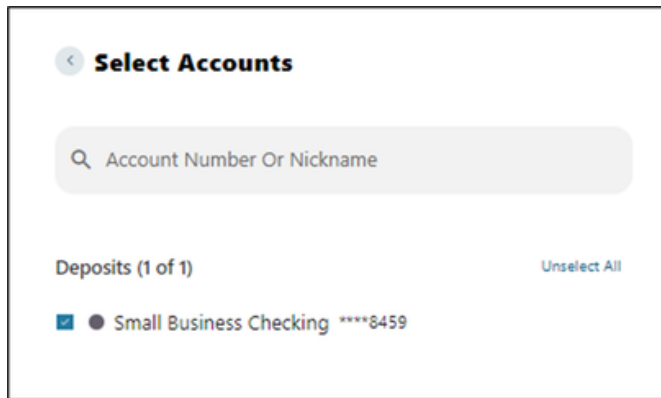 Select Accounts
Account Number Or Nickname
Deposits (1 of 1) Unselect All
Small Business Checking ****8459